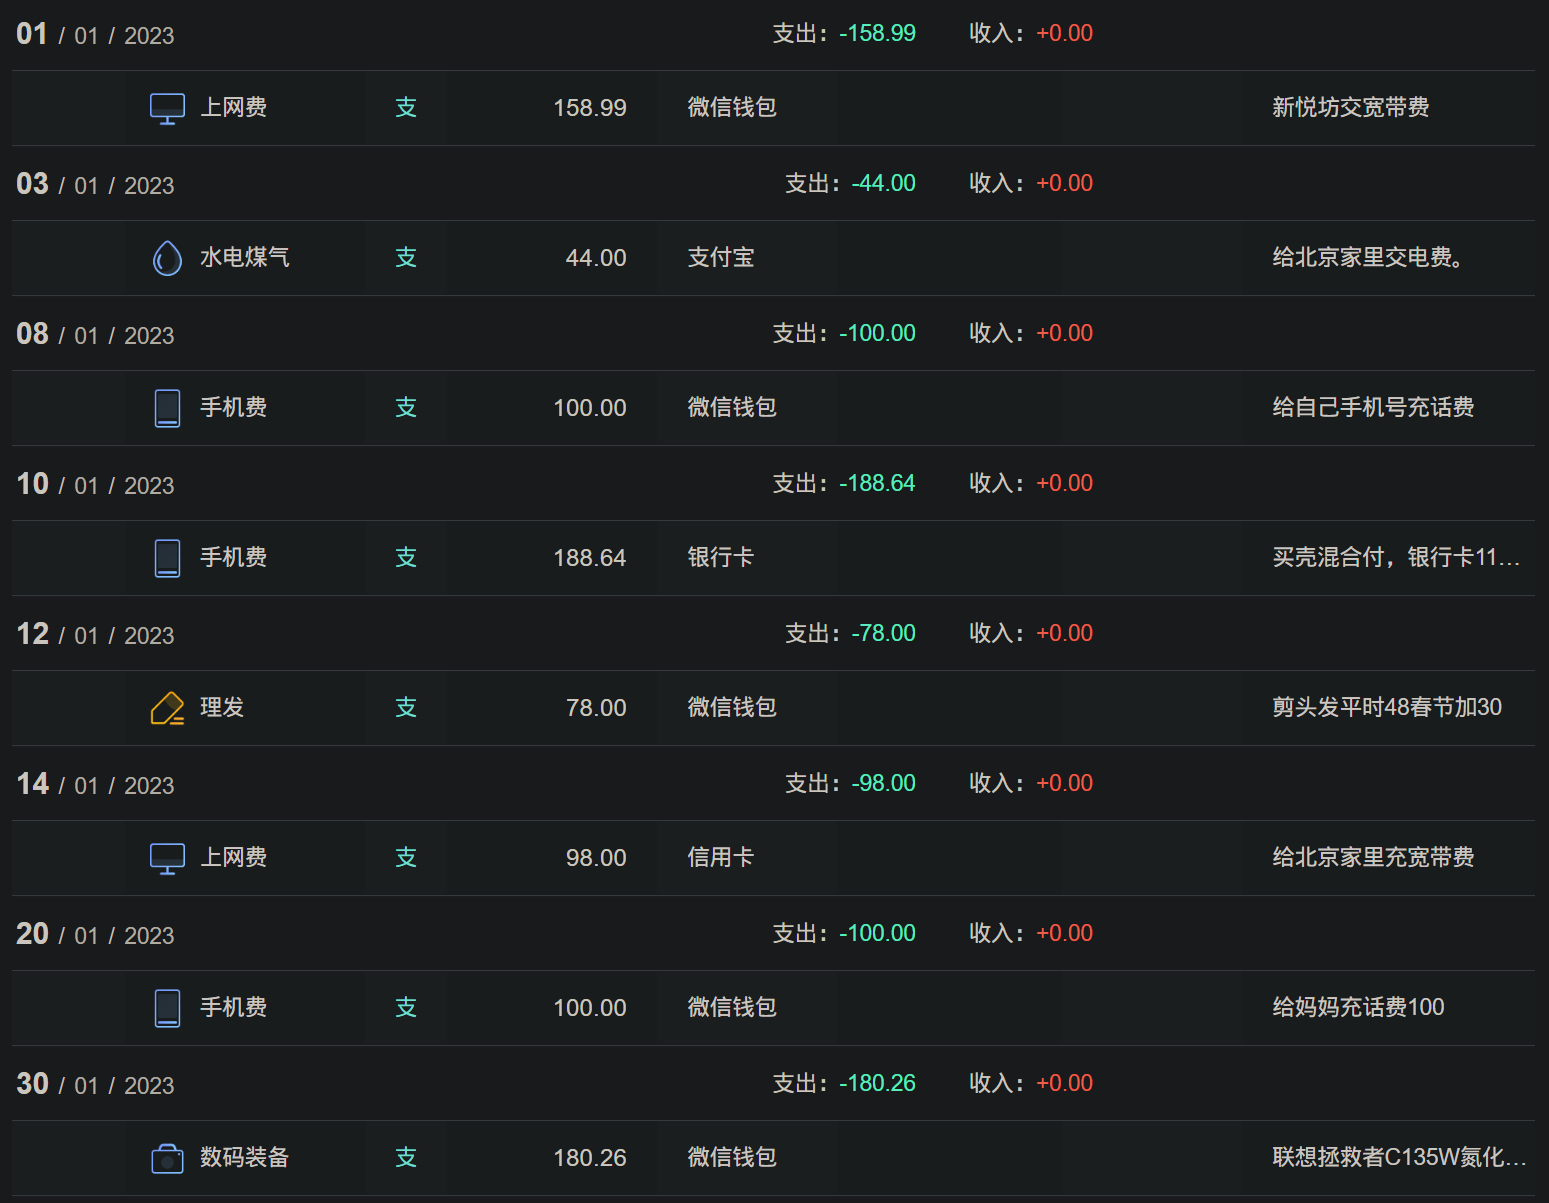 01 / 01 / 2023 支出：-158.99 收入：+0.00
上网费 支 158.99 微信钱包 新悦坊交宽带费
03 / 01 / 2023 支出：-44.00 收入：+0.00
水电煤气 支 44.00 支付宝 给北京家里交电费。
08 / 01 / 2023 支出：-100.00 收入：+0.00
手机费 支 100.00 微信钱包 给自己手机号充话费
10 / 01 / 2023 支出：-188.64 收入：+0.00
手机费 支 188.64 银行卡 买壳混合付，银行卡11...
12 / 01 / 2023 支出：-78.00 收入：+0.00
理发 支 78.00 微信钱包 剪头发平时48春节加30
14 / 01 / 2023 支出：-98.00 收入：+0.00
上网费 支 98.00 信用卡 给北京家里充宽带费
20 / 01 / 2023 支出：-100.00 收入：+0.00
手机费 支 100.00 微信钱包 给妈妈充话费100
30 / 01 / 2023 支出：-180.26 收入：+0.00
数码装备 支 180.26 微信钱包 联想拯救者C135W氮化...